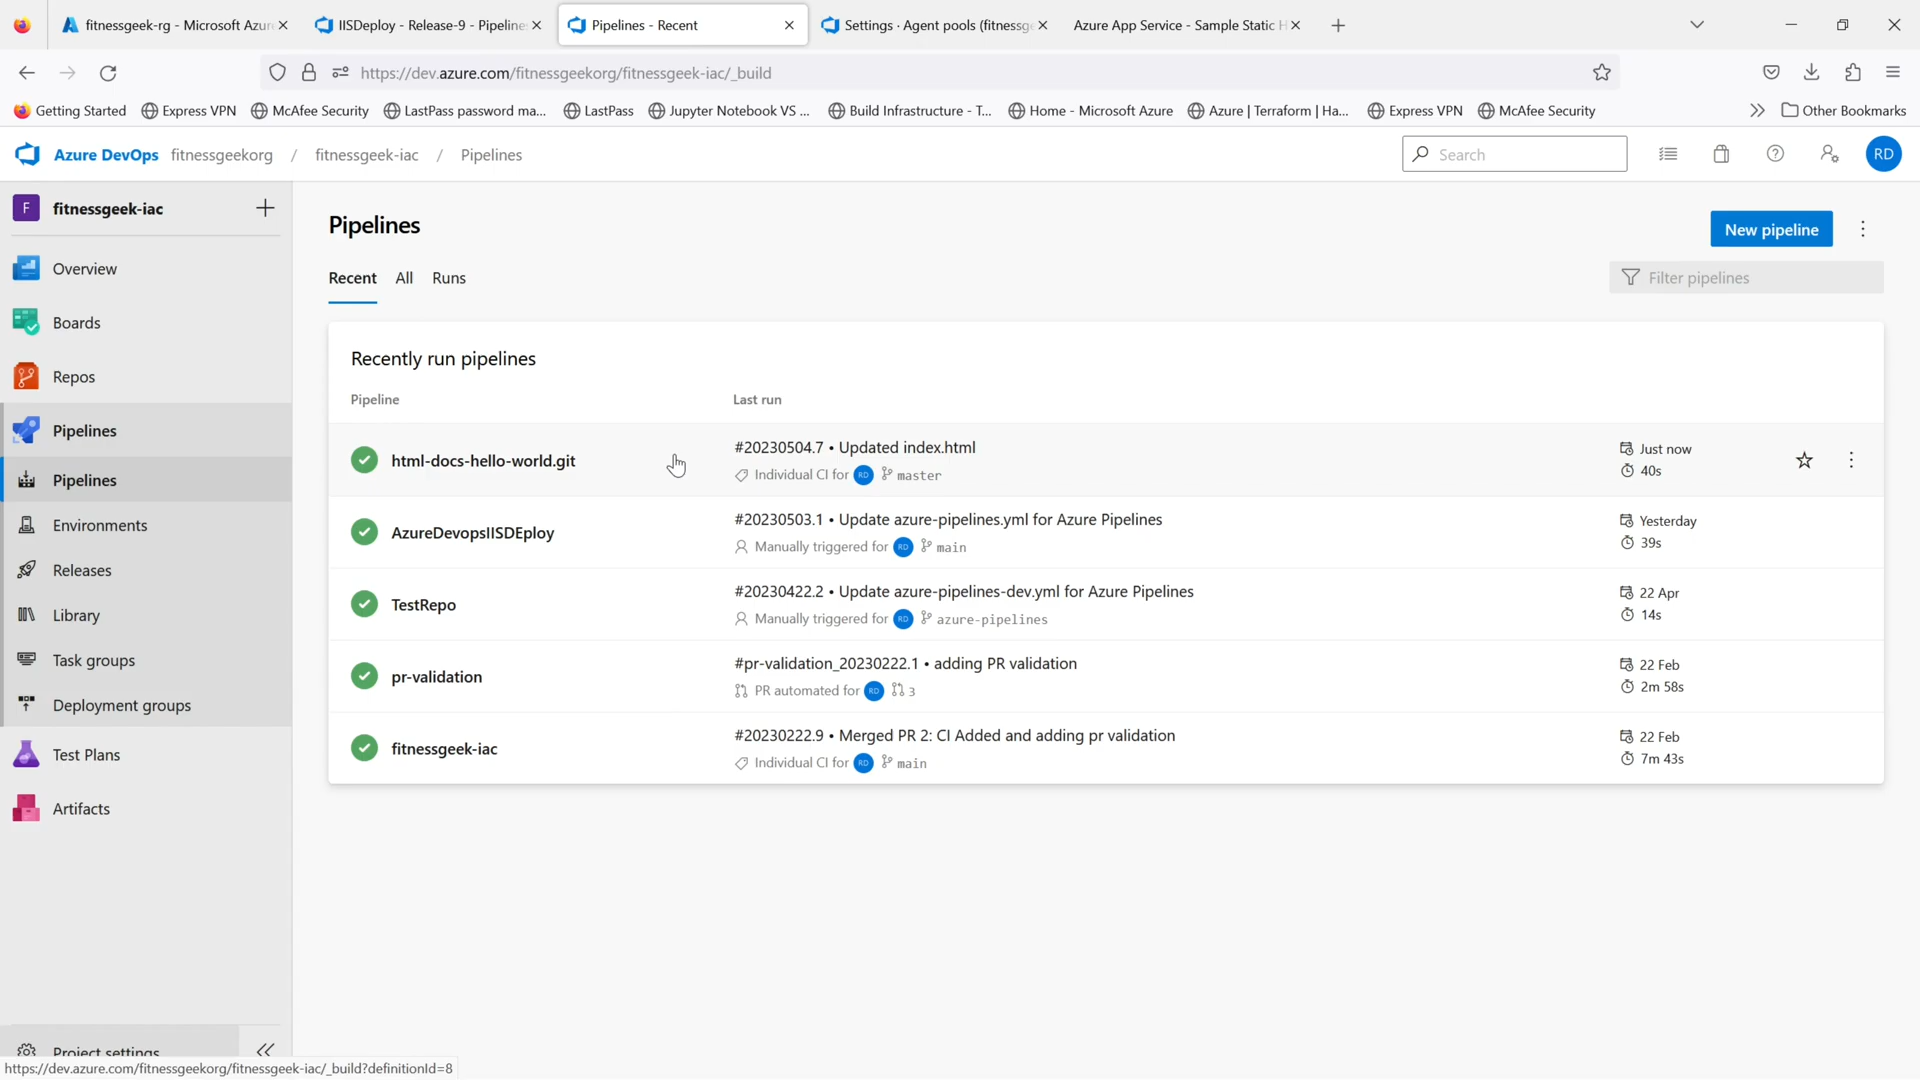 fitnessgeek-rg - Microsoft Azur
IISDeploy - Release-9 - Pipeline
Pipelines - Recent
Settings · Agent pools (fitnessge
Azure App Service - Sample Static H
https://dev.azure.com/fitnessgeekorg/fitnessgeek-iac/_build
Getting Started
Express VPN
McAfee Security
LastPass password ma...
LastPass
Jupyter Notebook VS ...
Build Infrastructure - T...
Home - Microsoft Azure
Azure | Terraform | Ha...
Express VPN
McAfee Security
Other Bookmarks
Azure DevOps fitnessgeekorg / fitnessgeek-iac / Pipelines
Search
RD
F fitnessgeek-iac
Overview
Boards
Repos
Pipelines
Pipelines
Environments
Releases
Library
Task groups
Deployment groups
Test Plans
Artifacts
Project settings
Pipelines
New pipeline
Recent All Runs
Filter pipelines
Recently run pipelines
Pipeline Last run
html-docs-hello-world.git
#20230504.7 • Updated index.html
Individual CI for RD master
Just now
40s
AzureDevopsIISDEploy
#20230503.1 • Update azure-pipelines.yml for Azure Pipelines
Manually triggered for RD main
Yesterday
39s
TestRepo
#20230422.2 • Update azure-pipelines-dev.yml for Azure Pipelines
Manually triggered for RD azure-pipelines
22 Apr
14s
pr-validation
#pr-validation_20230222.1 • adding PR validation
PR automated for RD 3
22 Feb
2m 58s
fitnessgeek-iac
#20230222.9 • Merged PR 2: CI Added and adding pr validation
Individual CI for RD main
22 Feb
7m 43s
https://dev.azure.com/fitnessgeekorg/fitnessgeek-iac/_build?definitionId=8